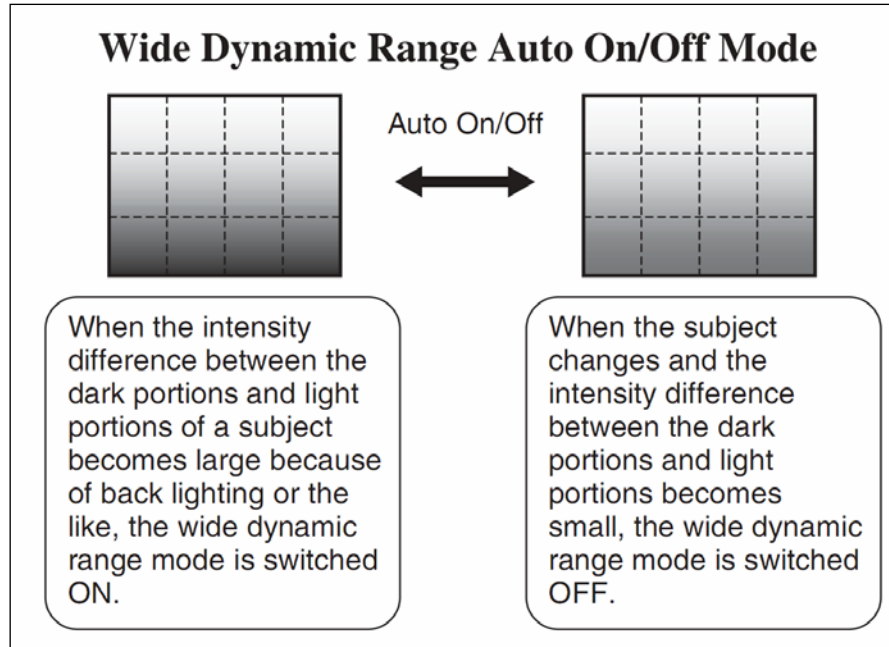 Wide Dynamic Range Auto On/Off Mode
Auto On/Off
When the intensity
difference between the
dark portions and light
portions of a subject
becomes large because
of back lighting or the
like, the wide dynamic
range mode is switched
ON.
When the subject
changes and the
intensity difference
between the dark
portions and light
portions becomes
small, the wide dynamic
range mode is switched
OFF.